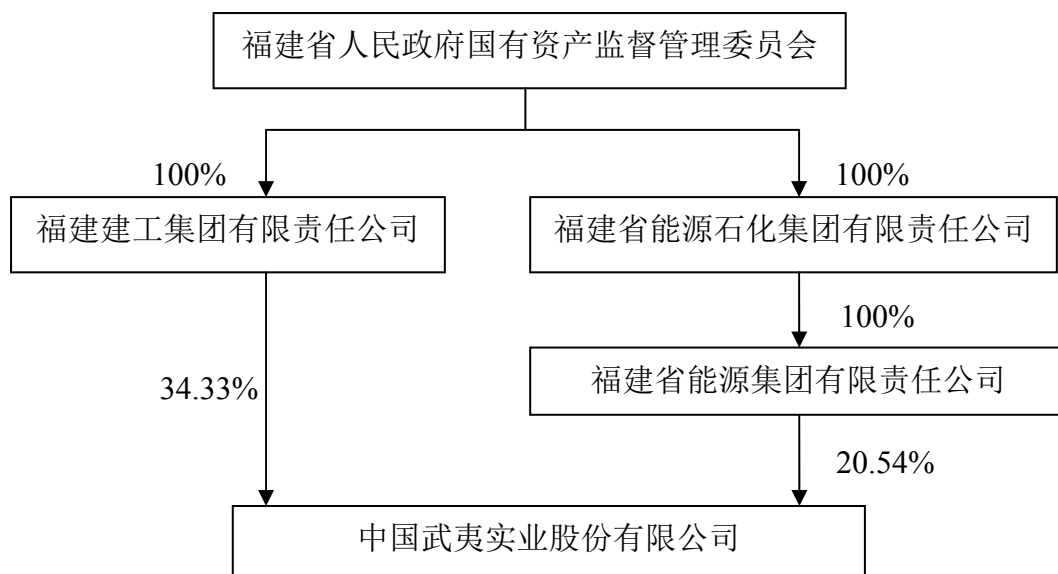 福建省人民政府国有资产监督管理委员会
100%
100%
福建建工集团有限责任公司
福建省能源石化集团有限责任公司
100%
34.33%
福建省能源集团有限责任公司
20.54%
中国武夷实业股份有限公司